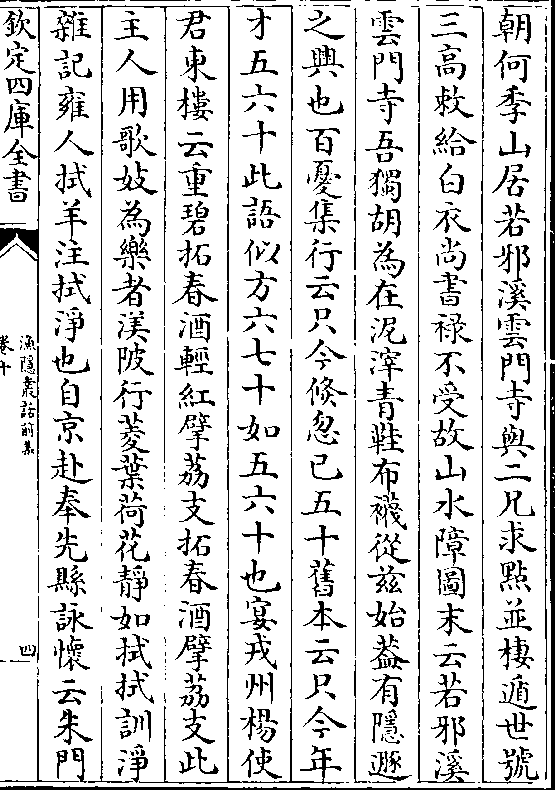 朝何季山居若邪溪雲門寺與二兄求點並棲遁世號
三高敕給白衣尚書祿不受故山水障圖末云若邪溪
雲門寺吾獨胡為在泥滓青鞋布襪從兹始蓋有隱遯
之興也百憂集行云只今倐忽已五十舊本云只今年
才五六十此語似方六七十如五六十也宴戎州楊使
君東樓云重碧拓春酒輕紅擘荔支拓春酒擘荔支此
主人用歌妓為樂者渼陂行菱葉荷花靜如拭拭訓淨
雜記雍人拭羊注拭淨也自京赴奉先縣詠懷云朱門
欽定四庫全書
漁隱叢話前集
卷十
四